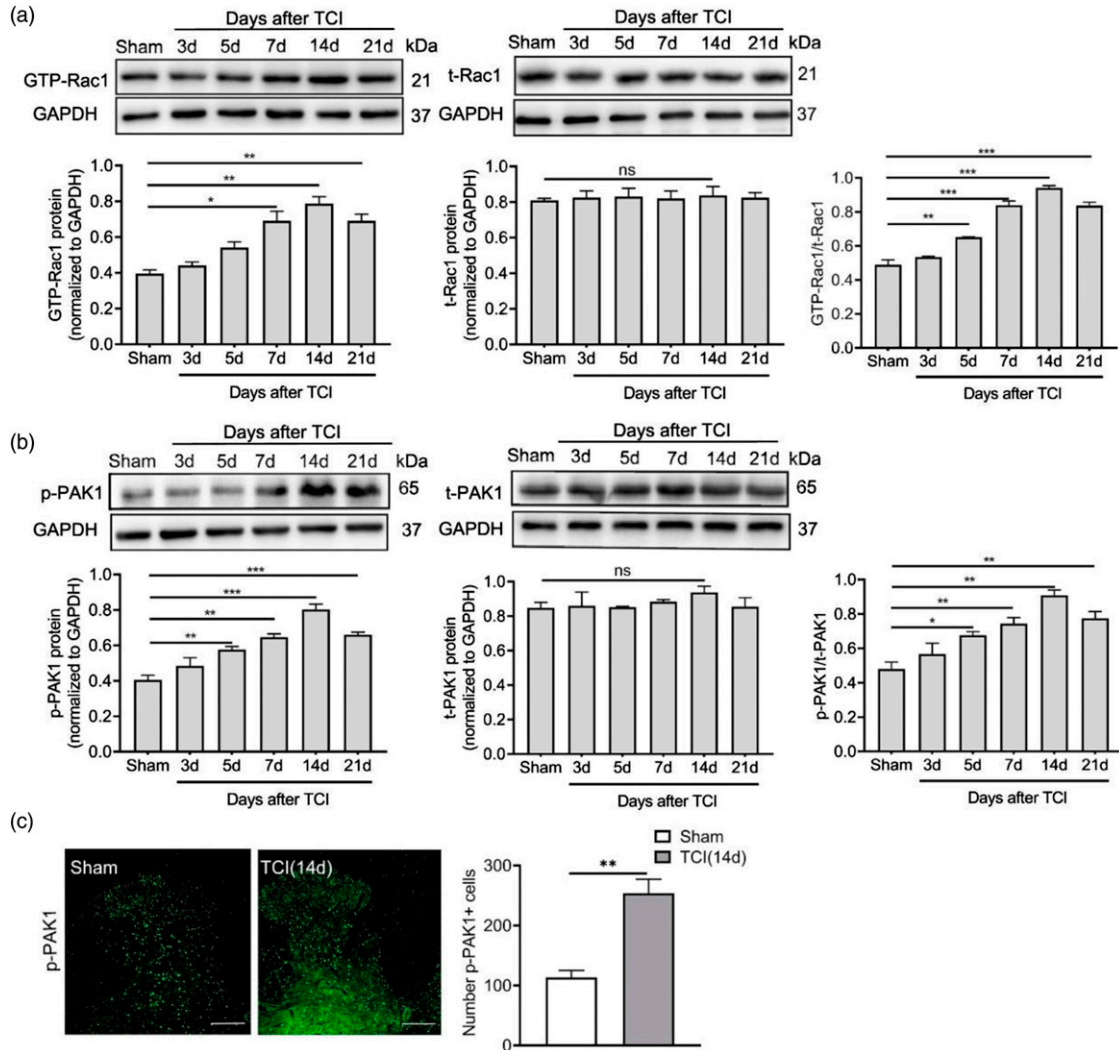 (a)
Days after TCI
Sham 3d 5d 7d 14d 21d kDa
GTP-Rac1 21
GAPDH 37
Days after TCI
Sham 3d 5d 7d 14d 21d kDa
t-Rac1 21
GAPDH 37
GTP-Rac1 protein
(normalized to GAPDH)
1.0
0.8
0.6
0.4
0.2
0.0
**
**
*
Sham 3d 5d 7d 14d 21d
Days after TCI
t-Rac1 protein
(normalized to GAPDH)
1.0
0.8
0.6
0.4
0.2
0.0
ns
Sham 3d 5d 7d 14d 21d
Days after TCI
GTP-Rac1/t-Rac1
1.0
0.8
0.6
0.4
0.2
0.0
***
***
***
**
Sham 3d 5d 7d 14d 21d
Days after TCI
(b)
Days after TCI
Sham 3d 5d 7d 14d 21d kDa
p-PAK1 65
GAPDH 37
Days after TCI
Sham 3d 5d 7d 14d 21d kDa
t-PAK1 65
GAPDH 37
p-PAK1 protein
(normalized to GAPDH)
1.0
0.8
0.6
0.4
0.2
0.0
***
***
**
**
Sham 3d 5d 7d 14d 21d
Days after TCI
t-PAK1 protein
(normalized to GAPDH)
1.0
0.8
0.6
0.4
0.2
0.0
ns
Sham 3d 5d 7d 14d 21d
Days after TCI
p-PAK1/t-PAK1
1.0
0.8
0.6
0.4
0.2
0.0
**
**
**
*
Sham 3d 5d 7d 14d 21d
Days after TCI
(c)
p-PAK1
Sham
TCI(14d)
Sham
TCI(14d)
Number p-PAK1+ cells
300
200
100
0
**